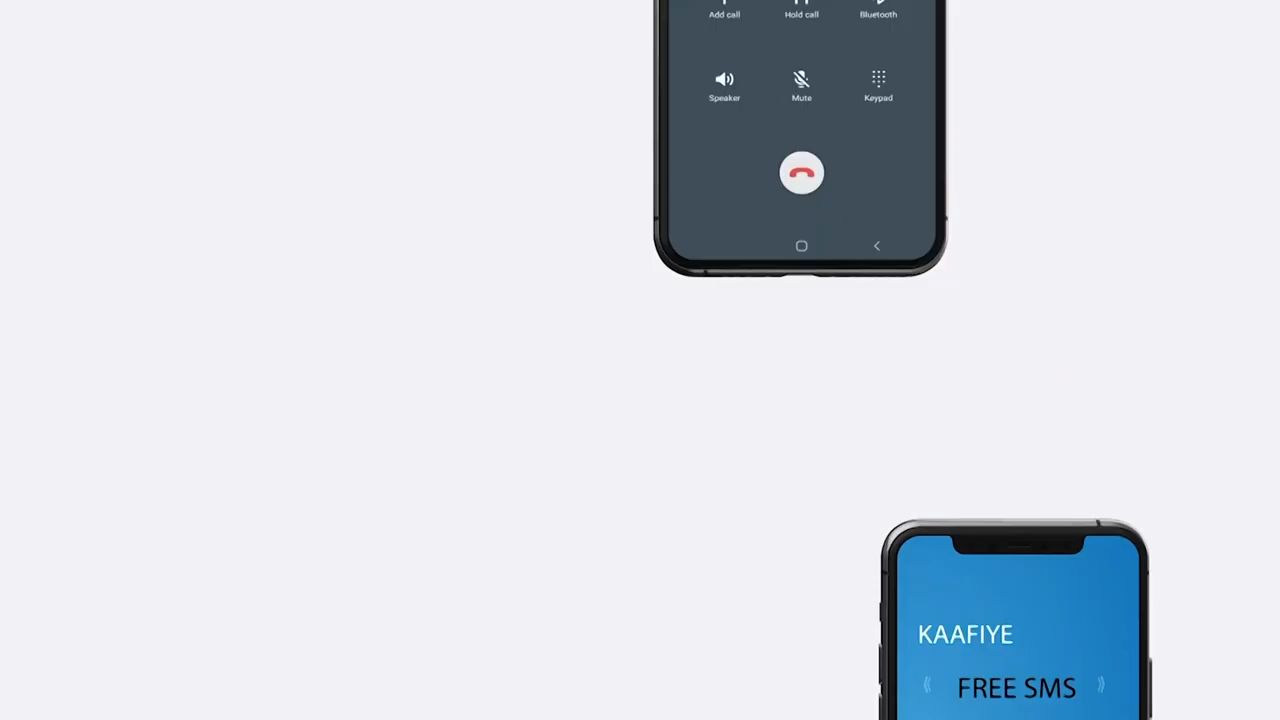 Add call Hold call Bluetooth
Speaker Mute Keypad
KAAFIYE
FREE SMS